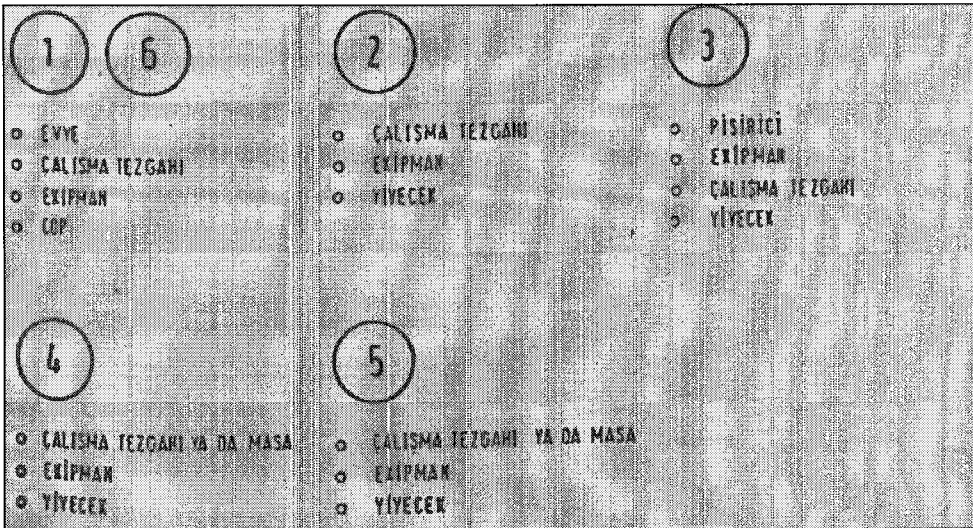 1 6
EVYE
ÇALIŞMA TEZGAHI
EKİPMAN
ÇÖP
2
ÇALIŞMA TEZGAHI
EKİPMAN
YİYECEK
3
PİŞİRİCİ
EKİPMAN
ÇALIŞMA TEZGAHI
YİYECEK
4
ÇALIŞMA TEZGAHI YA DA MASA
EKİPMAN
YİYECEK
5
ÇALIŞMA TEZGAHI YA DA MASA
EKİPMAN
YİYECEK